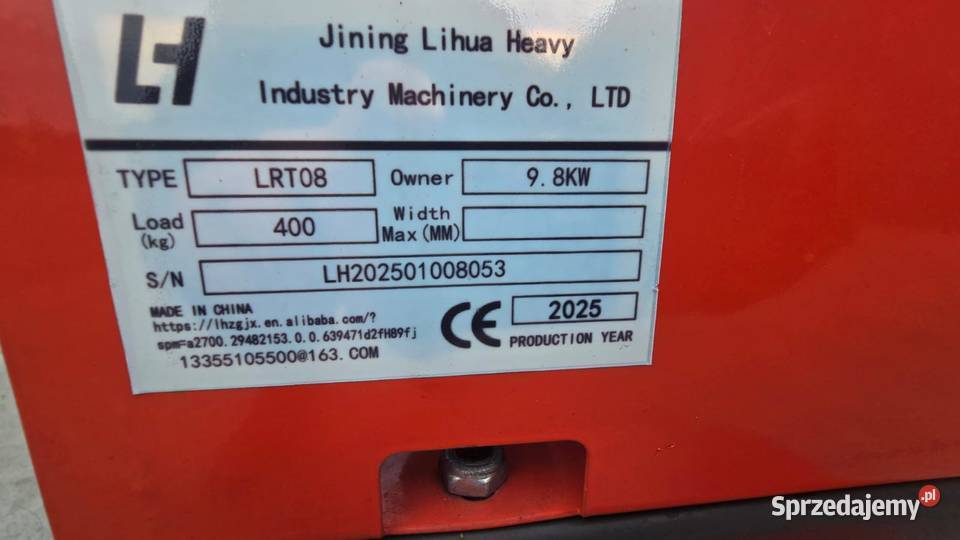 LH
Jining Lihua Heavy
Industry Machinery Co., LTD
TYPE LRT08 Owner 9.8KW
Load (kg) 400 Width Max(MM)
S/N LH202501008053
MADE IN CHINA
https://lhzgjx.en.alibaba.com/?
spm=a2700.29482153.0.0.639471d2fH89fj
13355105500@163.COM
CE 2025
PRODUCTION YEAR
Sprzedajemy.pl